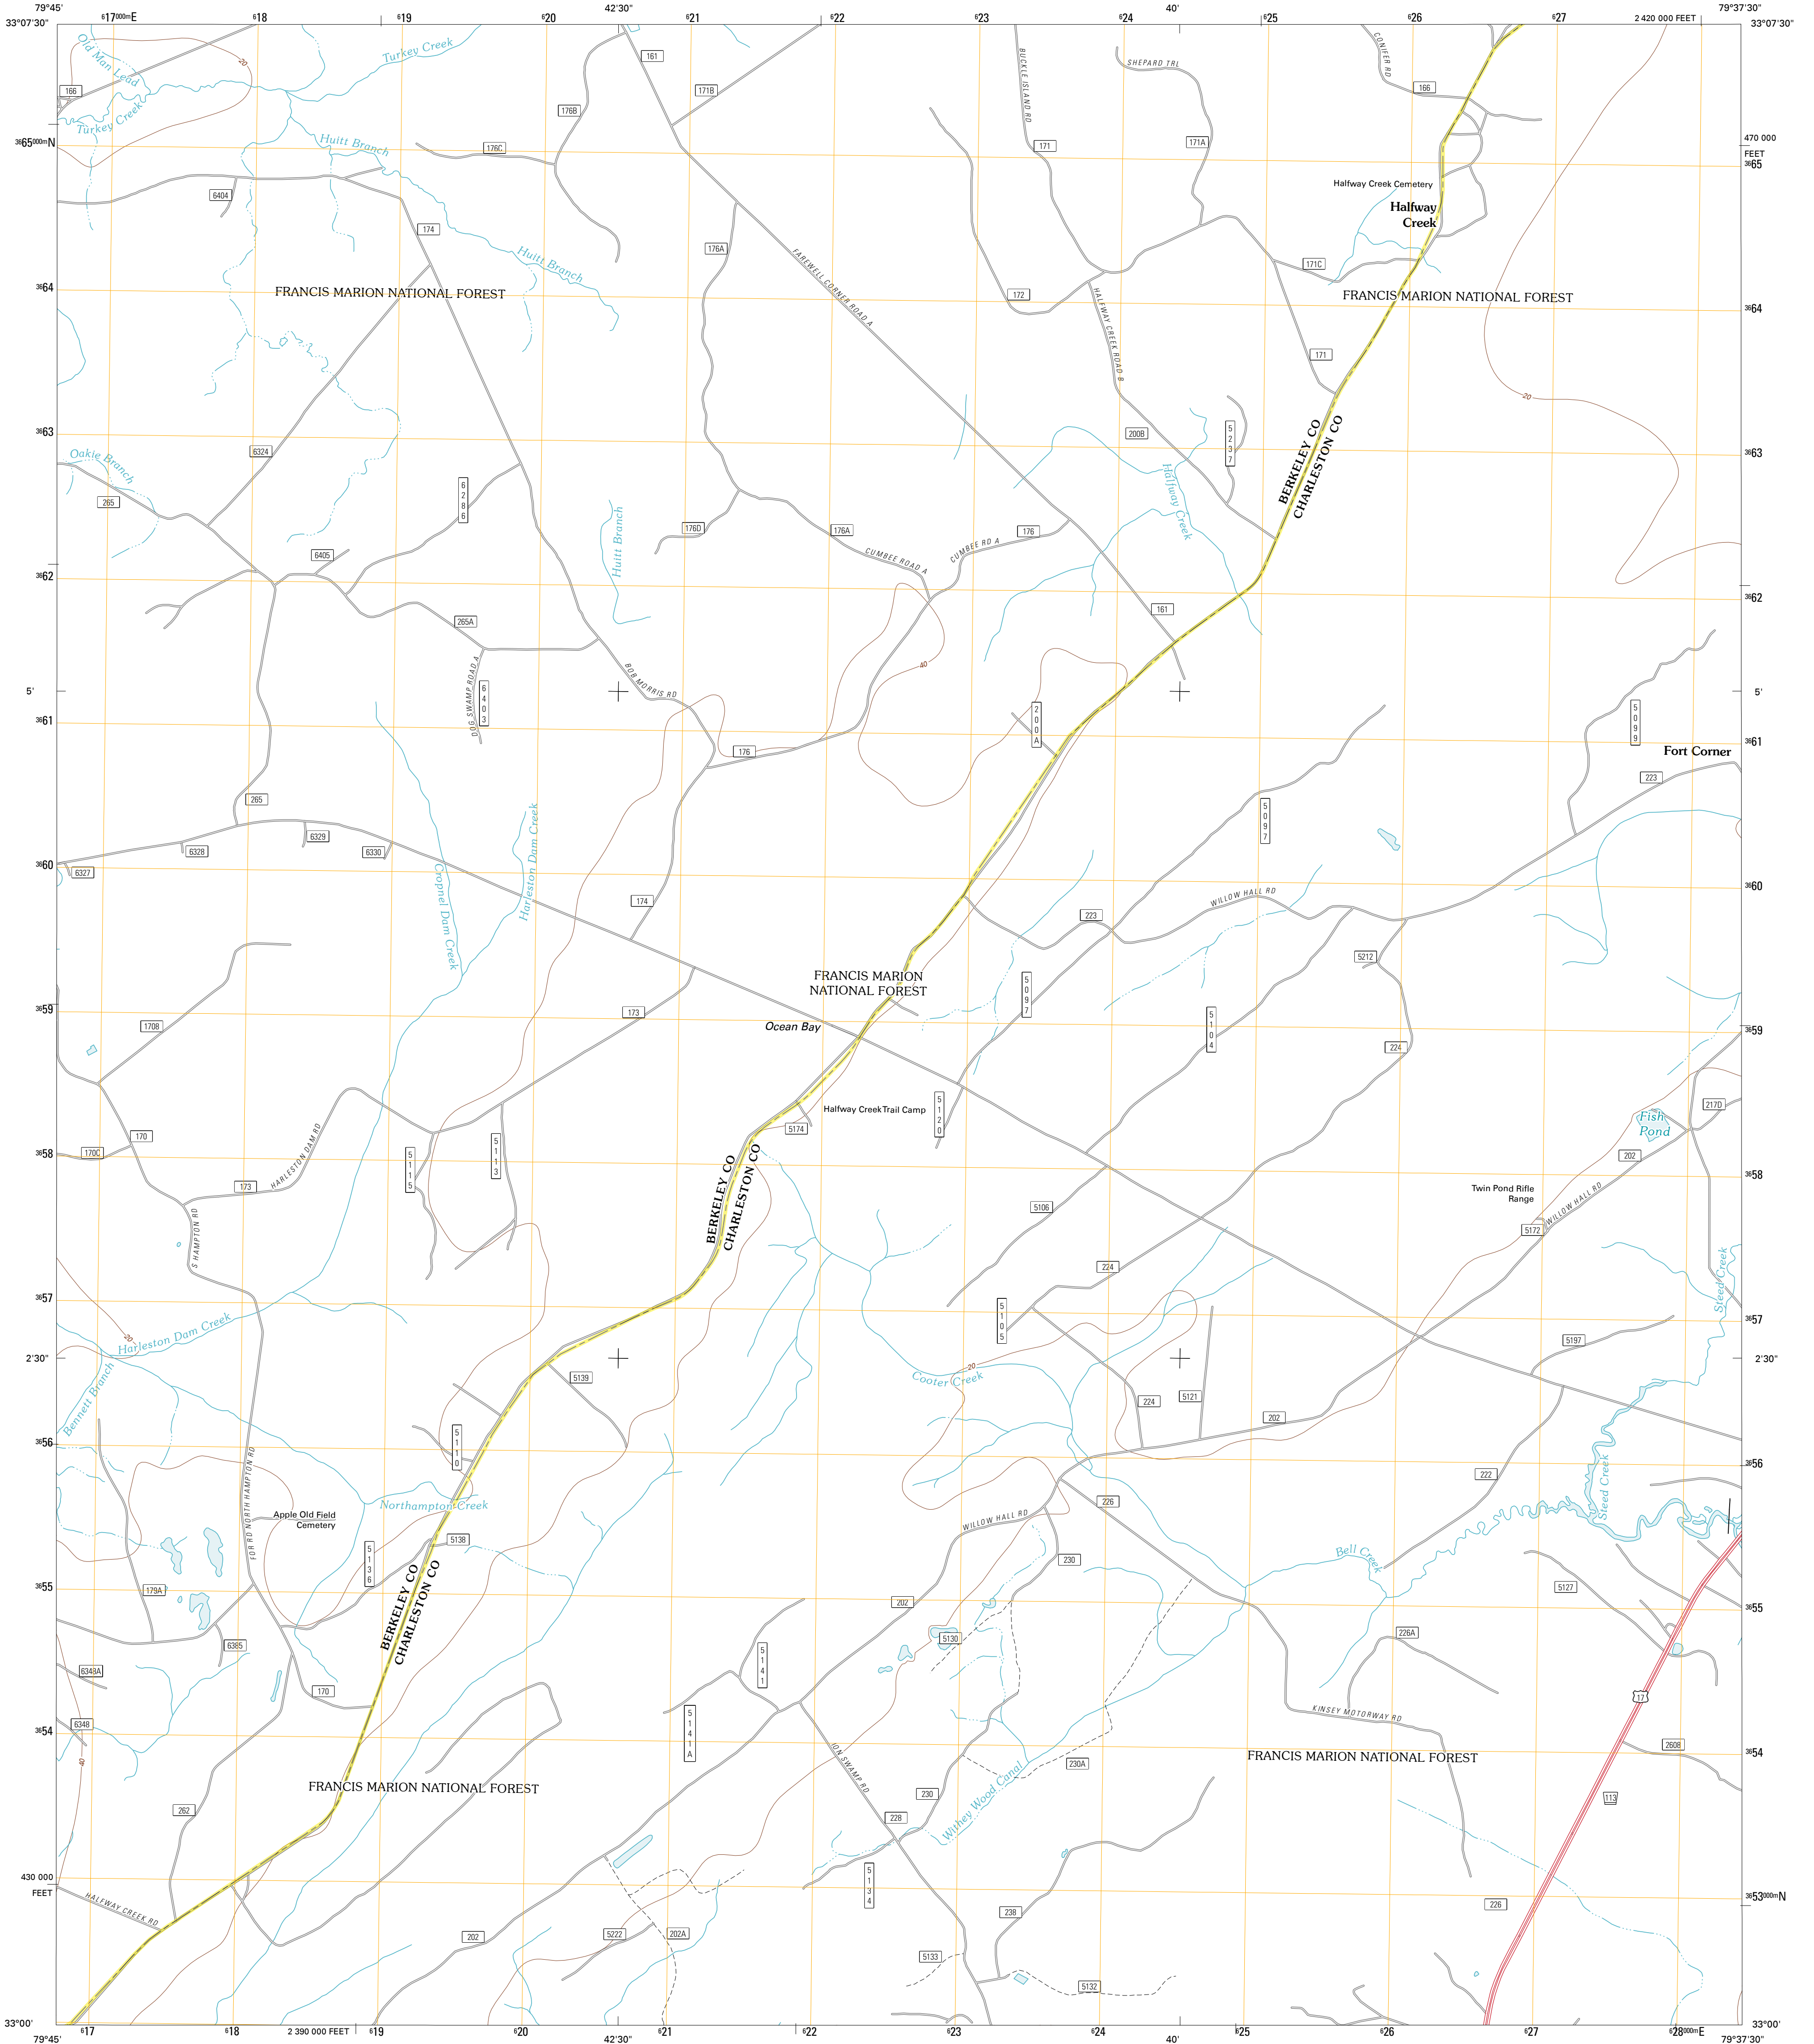 79°45'
⁶17⁰⁰⁰ᵐE
⁶18
⁶19
⁶20
42'30"
⁶21
⁶22
⁶23
⁶24
40'
⁶25
⁶26
⁶27
2 420 000 FEET
79°37'30"
33°07'30"
33°07'30"
Old Man Lead
Turkey Creek
161
BUCKLE ISLAND RD
SHEPARD TRL
CONIFER RD
166
171B
166
176B
Turkey Creek
³⁶65⁰⁰⁰ᵐN
Huitt Branch
176C
171
171A
470 000
FEET
³⁶65
6404
Halfway Creek Cemetery
Halfway
Creek
174
176A
Huitt Branch
FAREWELL CORNER ROAD A
171C
³⁶64
FRANCIS MARION NATIONAL FOREST
172
HALFWAY CREEK ROAD B
FRANCIS MARION NATIONAL FOREST
³⁶64
20
20
171
³⁶63
6324
200B
5237
BERKELEY CO
CHARLESTON CO
³⁶63
Oakie Branch
265
6286
Huitt Branch
176D
176A
CUMBEE ROAD A
CUMBEE RD A
176
Halfway Creek
6405
³⁶62
³⁶62
265A
161
40
5'
DOG SWAMP ROAD A
6403
BOB MORRIS RD
5'
³⁶61
176
200A
5099
³⁶61
Fort Corner
223
265
5097
6329
6328
6330
³⁶60
6327
Cropnel Dam Creek
Harleston Dam Creek
174
223
WILLOW HALL RD
³⁶60
5212
FRANCIS MARION
NATIONAL FOREST
5097
³⁶59
1708
173
Ocean Bay
5104
224
³⁶59
Halfway Creek Trail Camp
5120
217D
Fish
Pond
170
5174
5113
³⁶58
170C
5115
202
³⁶58
173
HARLESTON DAM RD
BERKELEY CO
CHARLESTON CO
Twin Pond Rifle
Range
5106
5172
WILLOW HALL RD
S HAMPTON RD
224
Steed Creek
³⁶57
5105
³⁶57
20
Harleston Dam Creek
5197
2'30"
2'30"
Bennett Branch
5139
Cooter Creek
20
224
5121
202
³⁶56
5110
³⁶56
FOR RD NORTH HAMPTON RD
222
Steed Creek
Northampton Creek
226
Apple Old Field
Cemetery
WILLOW HALL RD
5138
5136
230
Bell Creek
³⁶55
179A
BERKELEY CO
CHARLESTON CO
202
5127
³⁶55
6385
5130
226A
6348A
5141
170
17
6348
5141A
KINSEY MOTORWAY RD
³⁶54
40
ION SWAMP RD
230A
FRANCIS MARION NATIONAL FOREST
2608
³⁶54
FRANCIS MARION NATIONAL FOREST
230
Withey Wood Canal
113
262
228
430 000
FEET
5134
³⁶53⁰⁰⁰ᵐN
HALFWAY CREEK RD
226
238
202
5222
202A
5133
5132
33°00'
33°00'
79°45'
⁶17
⁶18
2 390 000 FEET
⁶19
⁶20
42'30"
⁶21
⁶22
⁶23
⁶24
40'
⁶25
⁶26
⁶27
⁶28⁰⁰⁰ᵐE
79°37'30"